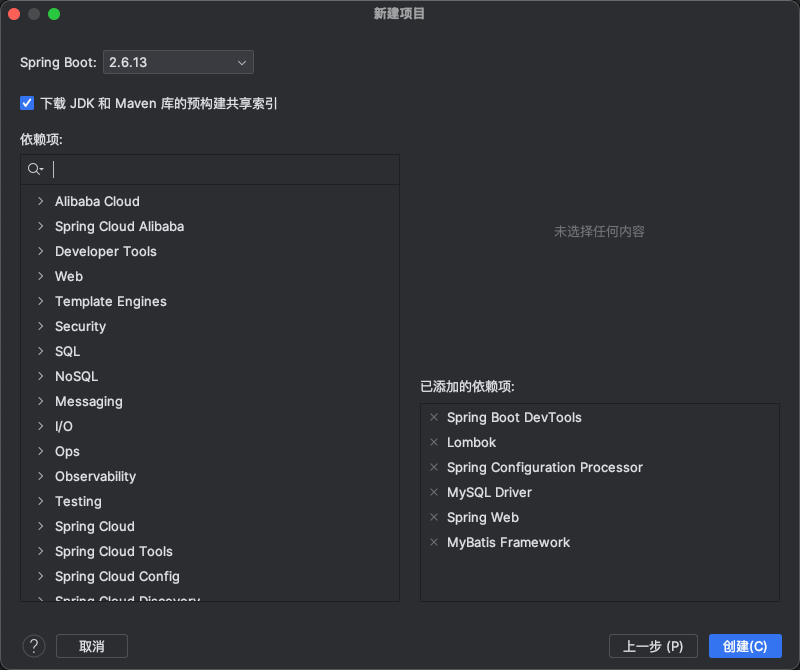 新建项目
Spring Boot: 2.6.13
下载 JDK 和 Maven 库的预构建共享索引
依赖项:
Alibaba Cloud
Spring Cloud Alibaba
Developer Tools
Web
Template Engines
Security
SQL
NoSQL
Messaging
I/O
Ops
Observability
Testing
Spring Cloud
Spring Cloud Tools
Spring Cloud Config
Spring Cloud Discovery
未选择任何内容
已添加的依赖项:
Spring Boot DevTools
Lombok
Spring Configuration Processor
MySQL Driver
Spring Web
MyBatis Framework
? 取消 上一步 (P) 创建(C)